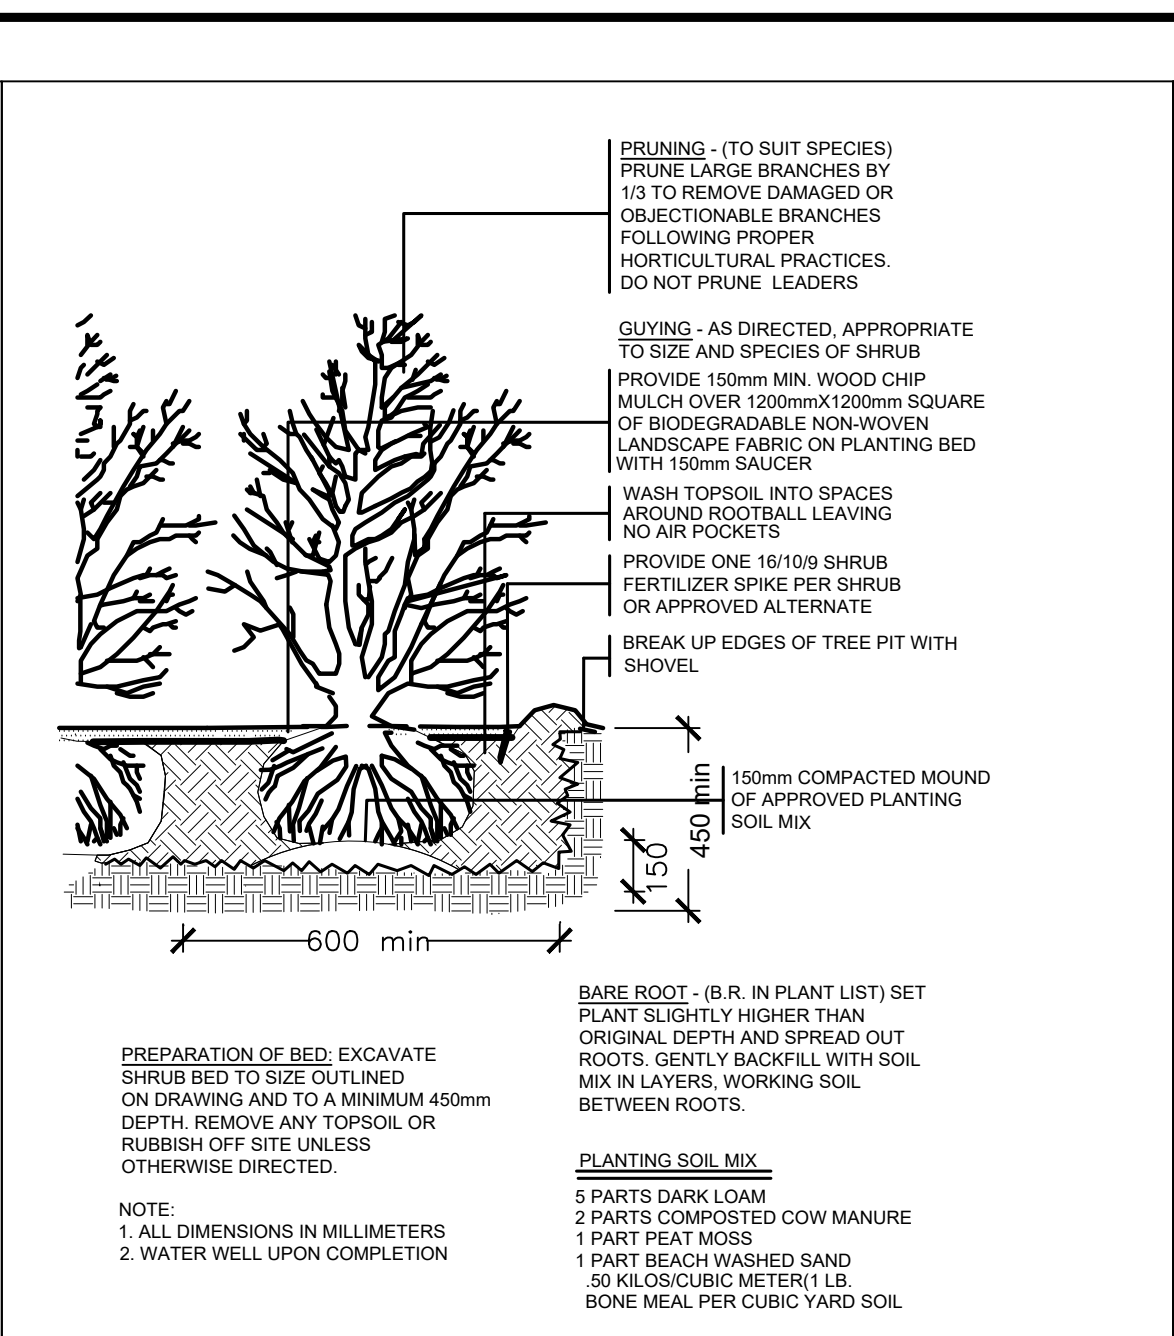 PRUNING - (TO SUIT SPECIES)
PRUNE LARGE BRANCHES BY
1/3 TO REMOVE DAMAGED OR
OBJECTIONABLE BRANCHES
FOLLOWING PROPER
HORTICULTURAL PRACTICES.
DO NOT PRUNE LEADERS
GUYING - AS DIRECTED, APPROPRIATE
TO SIZE AND SPECIES OF SHRUB
PROVIDE 150mm MIN. WOOD CHIP
MULCH OVER 1200mmX1200mm SQUARE
OF BIODEGRADABLE NON-WOVEN
LANDSCAPE FABRIC ON PLANTING BED
WITH 150mm SAUCER
WASH TOPSOIL INTO SPACES
AROUND ROOTBALL LEAVING
NO AIR POCKETS
PROVIDE ONE 16/10/9 SHRUB
FERTILIZER SPIKE PER SHRUB
OR APPROVED ALTERNATE
BREAK UP EDGES OF TREE PIT WITH
SHOVEL
450 min
150mm COMPACTED MOUND
OF APPROVED PLANTING
SOIL MIX
150
600 min
PREPARATION OF BED: EXCAVATE
SHRUB BED TO SIZE OUTLINED
ON DRAWING AND TO A MINIMUM 450mm
DEPTH. REMOVE ANY TOPSOIL OR
RUBBISH OFF SITE UNLESS
OTHERWISE DIRECTED.
NOTE:
1. ALL DIMENSIONS IN MILLIMETERS
2. WATER WELL UPON COMPLETION
BARE ROOT - (B.R. IN PLANT LIST) SET
PLANT SLIGHTLY HIGHER THAN
ORIGINAL DEPTH AND SPREAD OUT
ROOTS. GENTLY BACKFILL WITH SOIL
MIX IN LAYERS, WORKING SOIL
BETWEEN ROOTS.
PLANTING SOIL MIX
5 PARTS DARK LOAM
2 PARTS COMPOSTED COW MANURE
1 PART PEAT MOSS
1 PART BEACH WASHED SAND
.50 KILOS/CUBIC METER(1 LB.
BONE MEAL PER CUBIC YARD SOIL